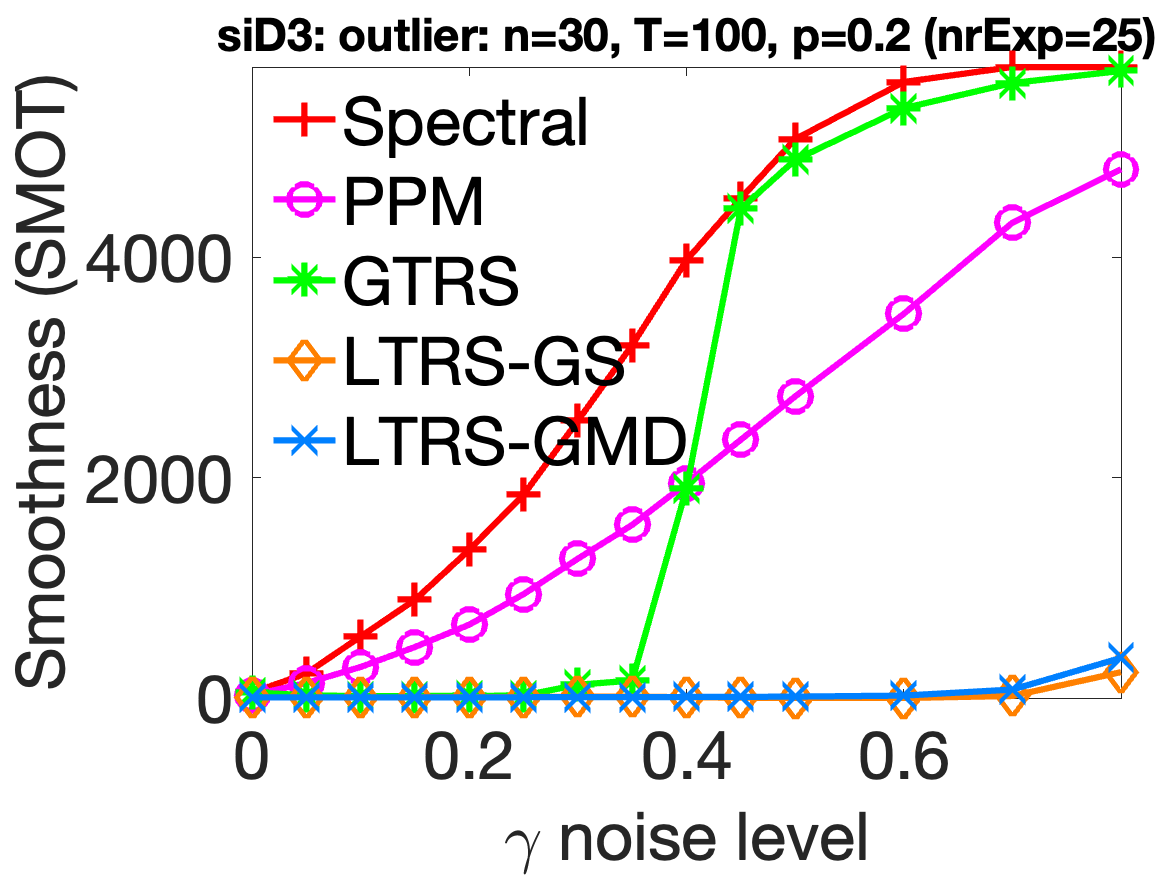 siD3: outlier: n=30, T=100, p=0.2 (nrExp=25)
Smoothness (SMOT)
Spectral
PPM
GTRS
LTRS-GS
LTRS-GMD
4000
2000
0
0 0.2 0.4 0.6
γ noise level